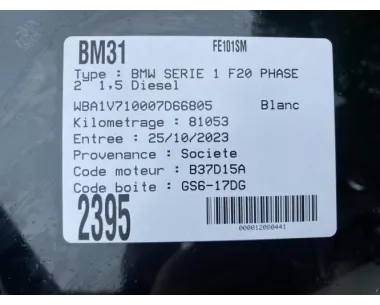 BM31 FE101SM
Type : BMW SERIE 1 F20 PHASE
2 1,5 Diesel
WBA1V710007D66805 Blanc
Kilometrage : 81053
Entree : 25/10/2023
Provenance : Societe
Code moteur : B37D15A
Code boite : GS6-17DG
2395
000012080441